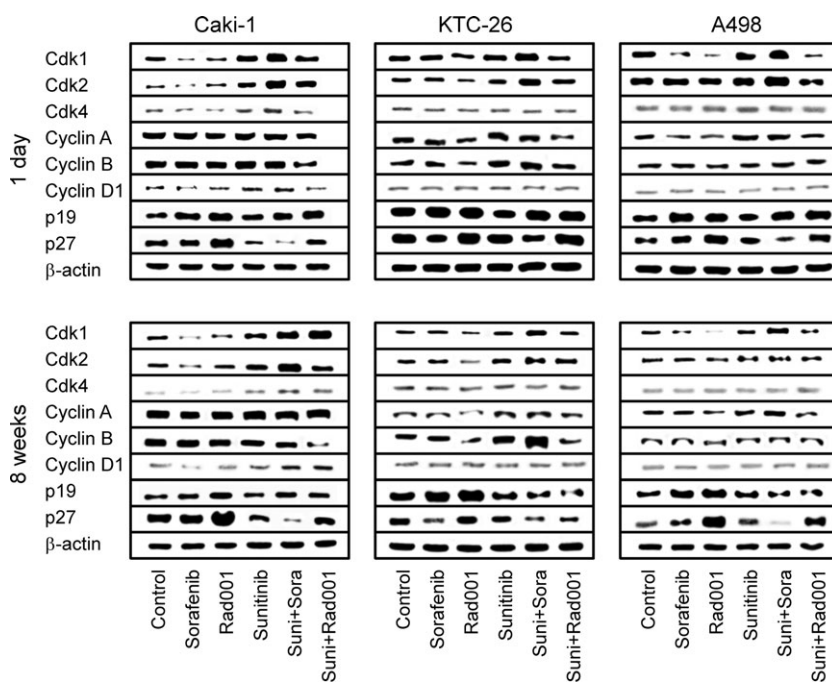 Caki-1 KTC-26 A498
1 day
Cdk1
Cdk2
Cdk4
Cyclin A
Cyclin B
Cyclin D1
p19
p27
β-actin
8 weeks
Cdk1
Cdk2
Cdk4
Cyclin A
Cyclin B
Cyclin D1
p19
p27
β-actin
Control
Sorafenib
Rad001
Sunitinib
Suni+Sora
Suni+Rad001
Control
Sorafenib
Rad001
Sunitinib
Suni+Sora
Suni+Rad001
Control
Sorafenib
Rad001
Sunitinib
Suni+Sora
Suni+Rad001